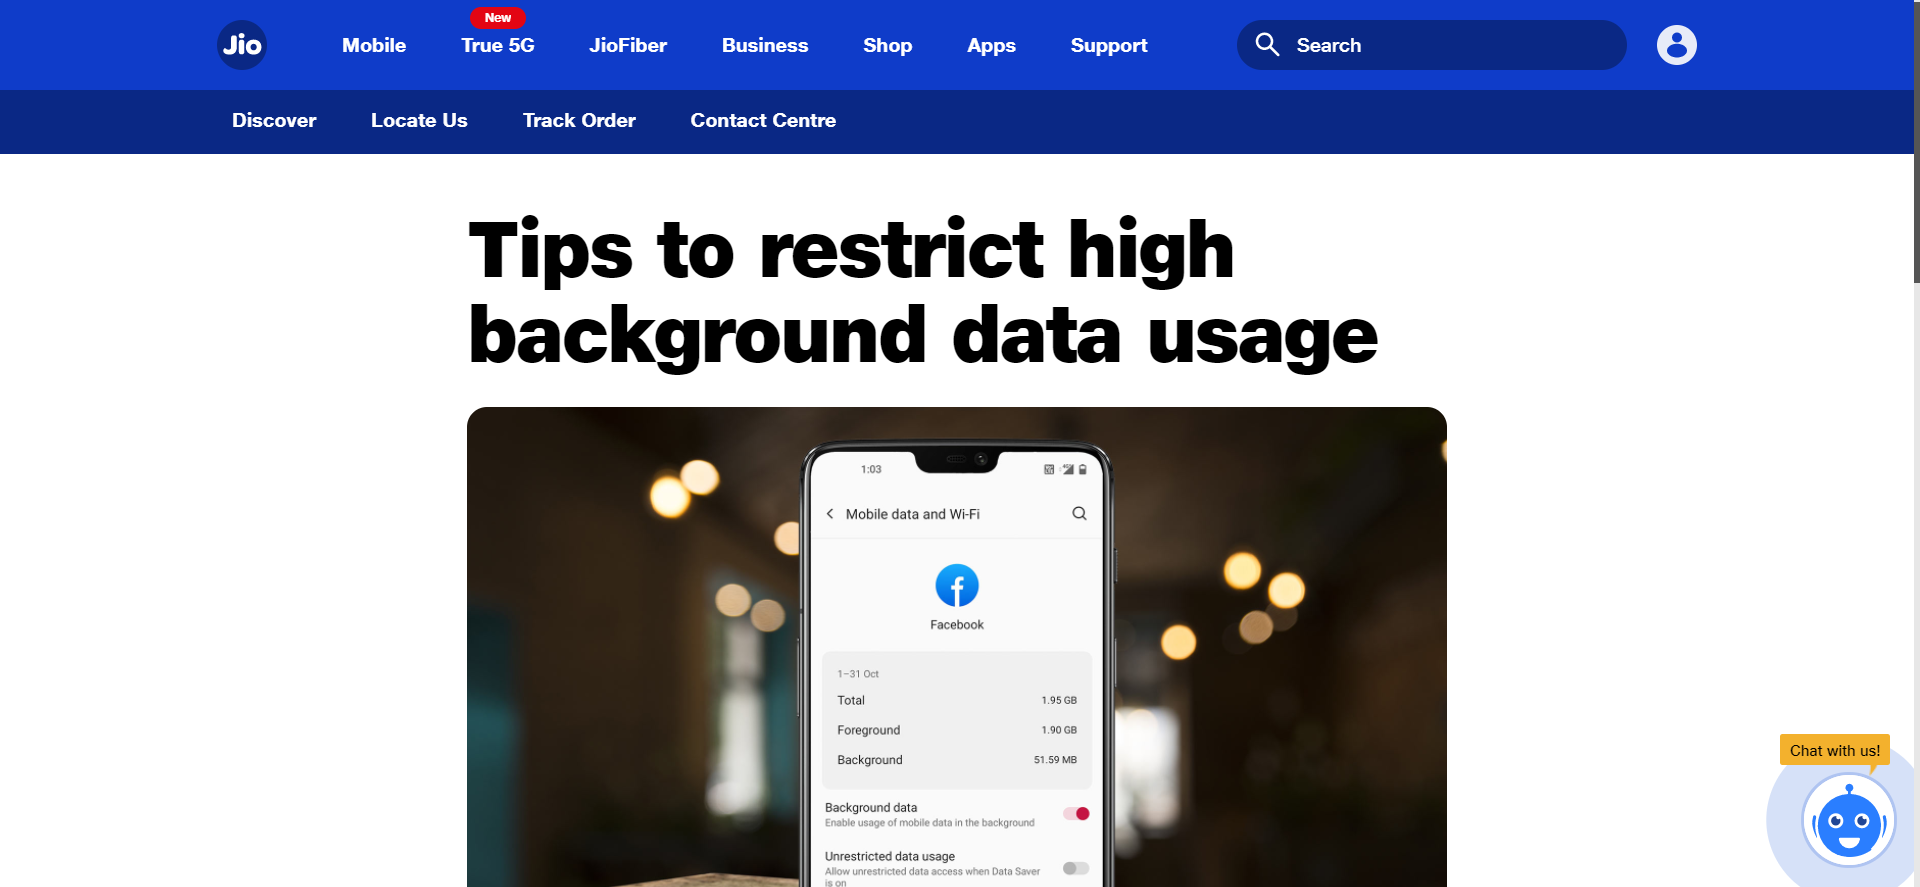 New
Jio Mobile True 5G JioFiber Business Shop Apps Support Search
Discover Locate Us Track Order Contact Centre
Tips to restrict high
background data usage
1:03
Mobile data and Wi-Fi
Facebook
1–31 Oct
Total 1.95 GB
Foreground 1.90 GB
Background 51.59 MB
Background data
Enable usage of mobile data in the background
Unrestricted data usage
Allow unrestricted data access when Data Saver
is on
Chat with us!